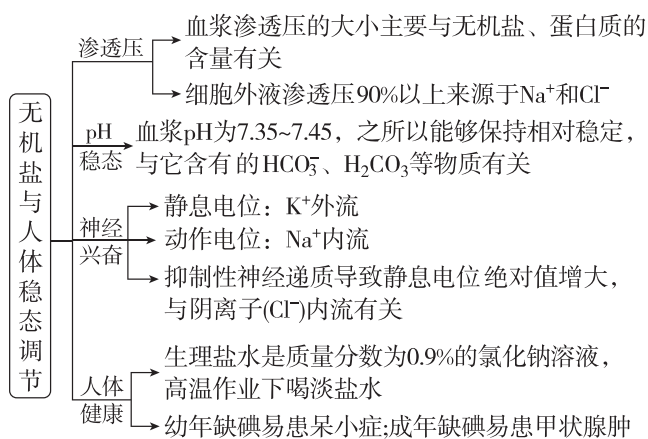 无机盐与人体稳态调节
渗透压
血浆渗透压的大小主要与无机盐、蛋白质的
含量有关
细胞外液渗透压90%以上来源于Na⁺和Cl⁻
pH
稳态
血浆pH为7.35~7.45，之所以能够保持相对稳定，
与它含有的HCO₃⁻、H₂CO₃等物质有关
神经
兴奋
静息电位：K⁺外流
动作电位：Na⁺内流
抑制性神经递质导致静息电位绝对值增大，
与阴离子(Cl⁻)内流有关
人体
健康
生理盐水是质量分数为0.9%的氯化钠溶液，
高温作业下喝淡盐水
幼年缺碘易患呆小症;成年缺碘易患甲状腺肿